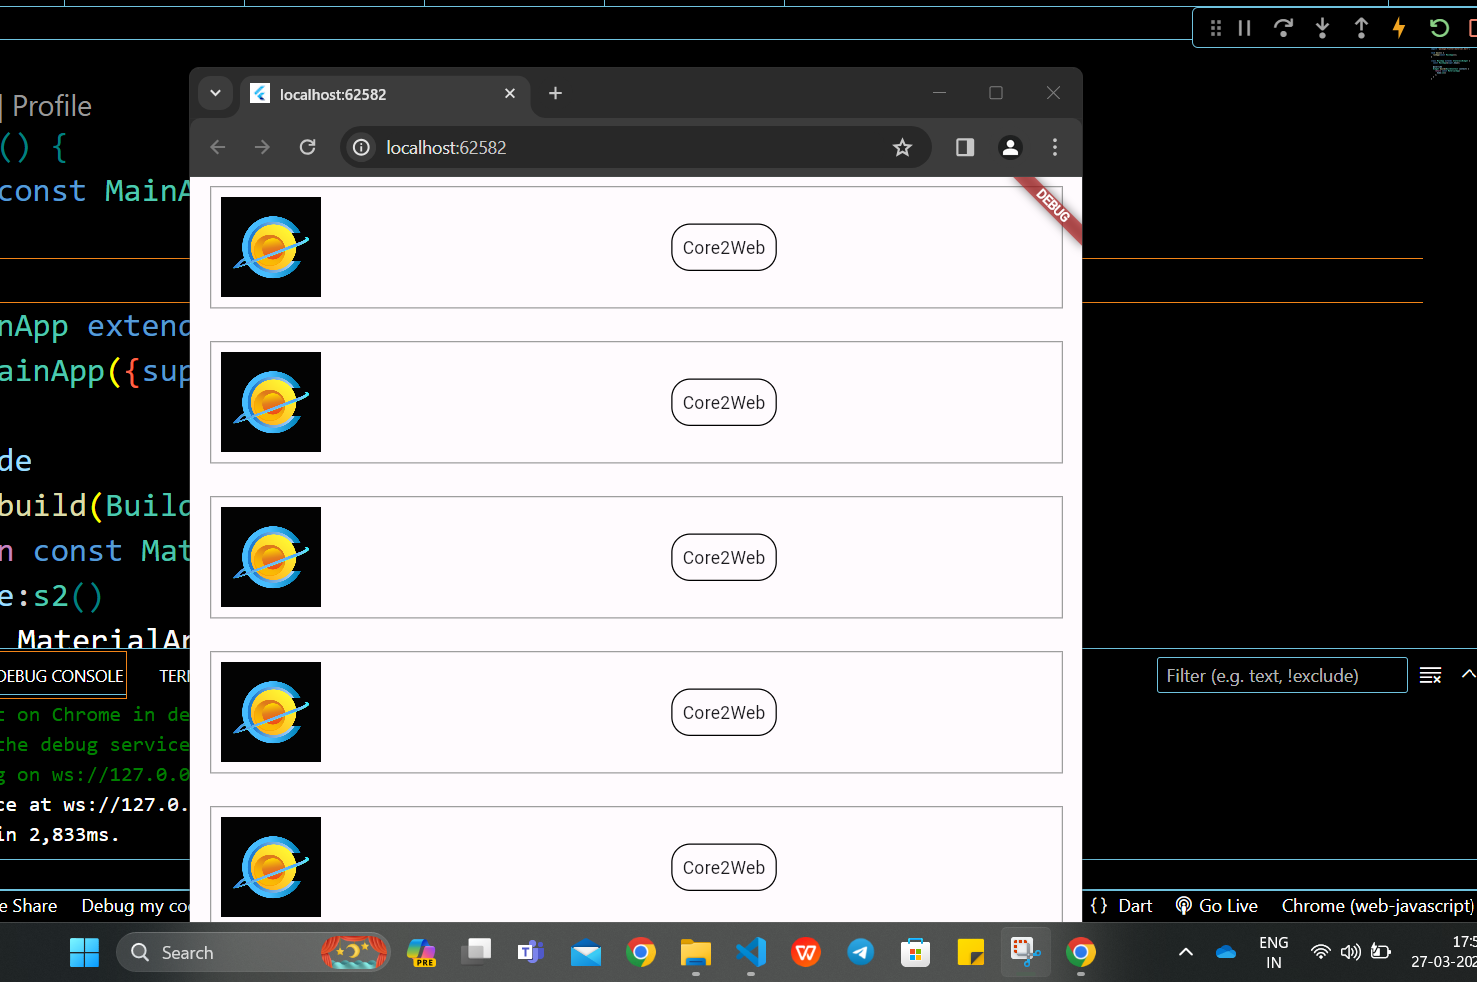 | Profile
() {
const MainA
nApp extend
ainApp({sup
de
build(Build
n const Mat
e:s2()
MaterialAp
DEBUG CONSOLE TER
t on Chrome in de
the debug service
g on ws://127.0.0
ce at ws://127.0.
in 2,833ms.
e Share Debug my co
localhost:62582
localhost:62582
DEBUG
Core2Web
Core2Web
Core2Web
Core2Web
Core2Web
Filter (e.g. text, !exclude)
{} Dart Go Live Chrome (web-javascript)
Search
PRE
ENG
IN
17:5
27-03-202